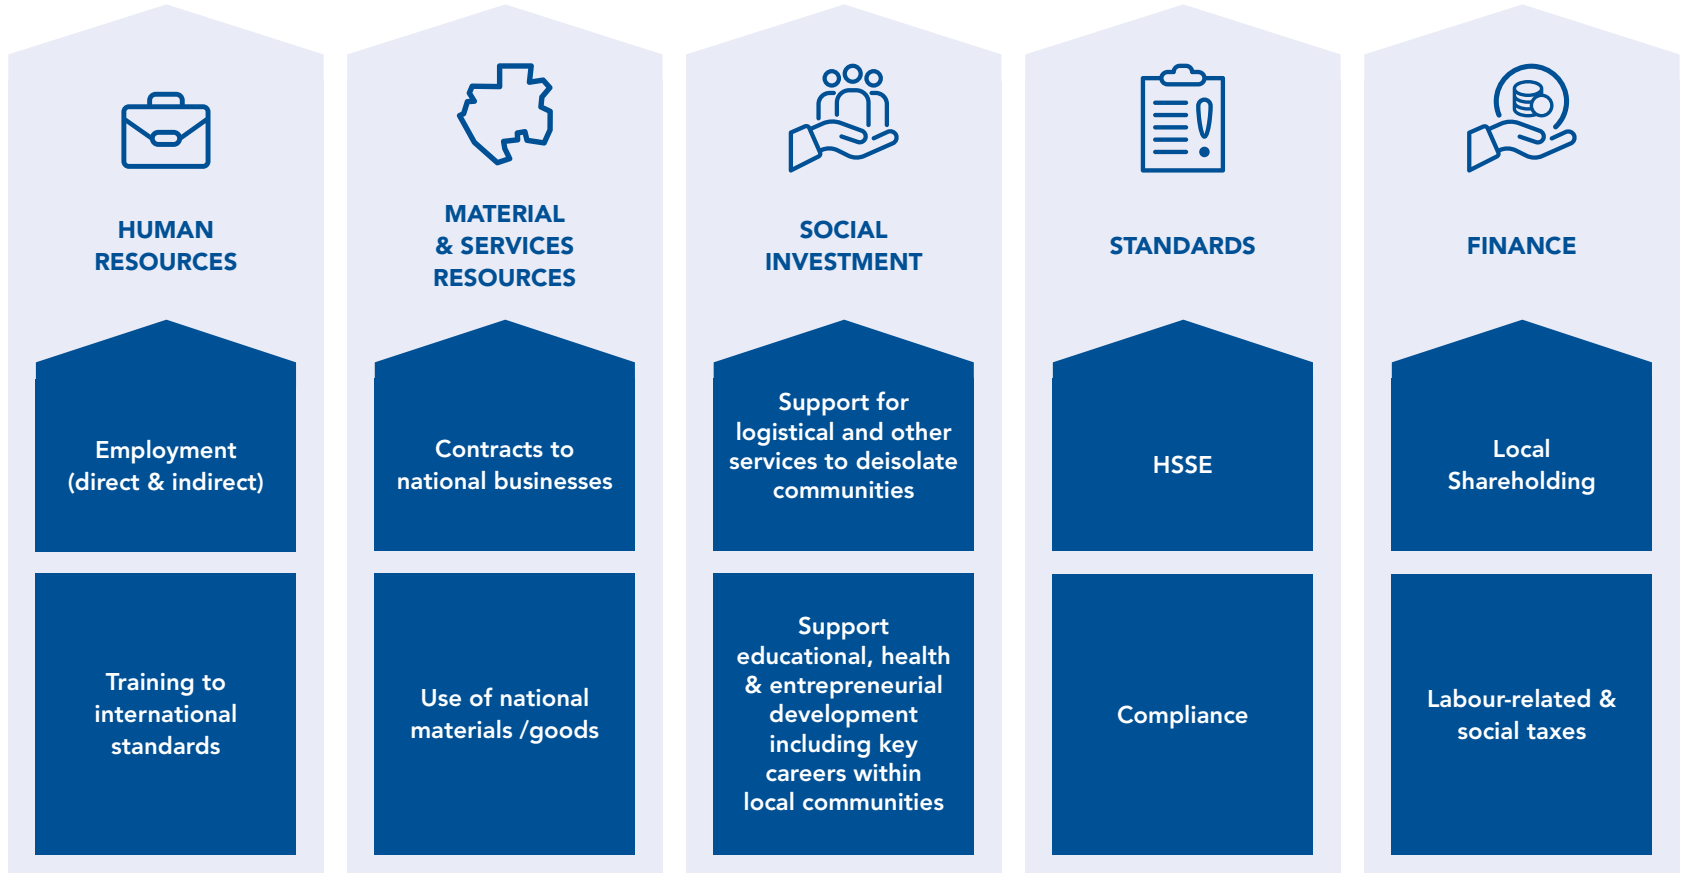 HUMAN
RESOURCES
Employment
(direct & indirect)
Training to
international
standards
MATERIAL
& SERVICES
RESOURCES
Contracts to
national businesses
Use of national
materials /goods
SOCIAL
INVESTMENT
Support for
logistical and other
services to deisolate
communities
Support
educational, health
& entrepreneurial
development
including key
careers within
local communities
STANDARDS
HSSE
Compliance
FINANCE
Local
Shareholding
Labour-related &
social taxes